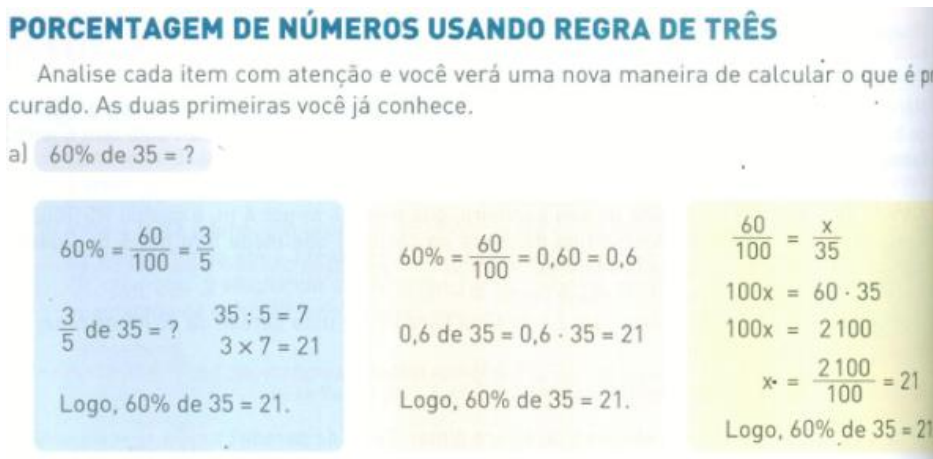 PORCENTAGEM DE NÚMEROS USANDO REGRA DE TRÊS
Analise cada item com atenção e você verá uma nova maneira de calcular o que é
curado. As duas primeiras você já conhece.
a) 60% de 35 = ?
60% = 60/100 = 3/5
3/5 de 35 = ? 35 : 5 = 7
3 × 7 = 21
Logo, 60% de 35 = 21.
60% = 60/100 = 0,60 = 0,6
0,6 de 35 = 0,6 · 35 = 21
Logo, 60% de 35 = 21.
60/100 = x/35
100x = 60 · 35
100x = 2 100
x = 2 100/100 = 21
Logo, 60% de 35 = 21